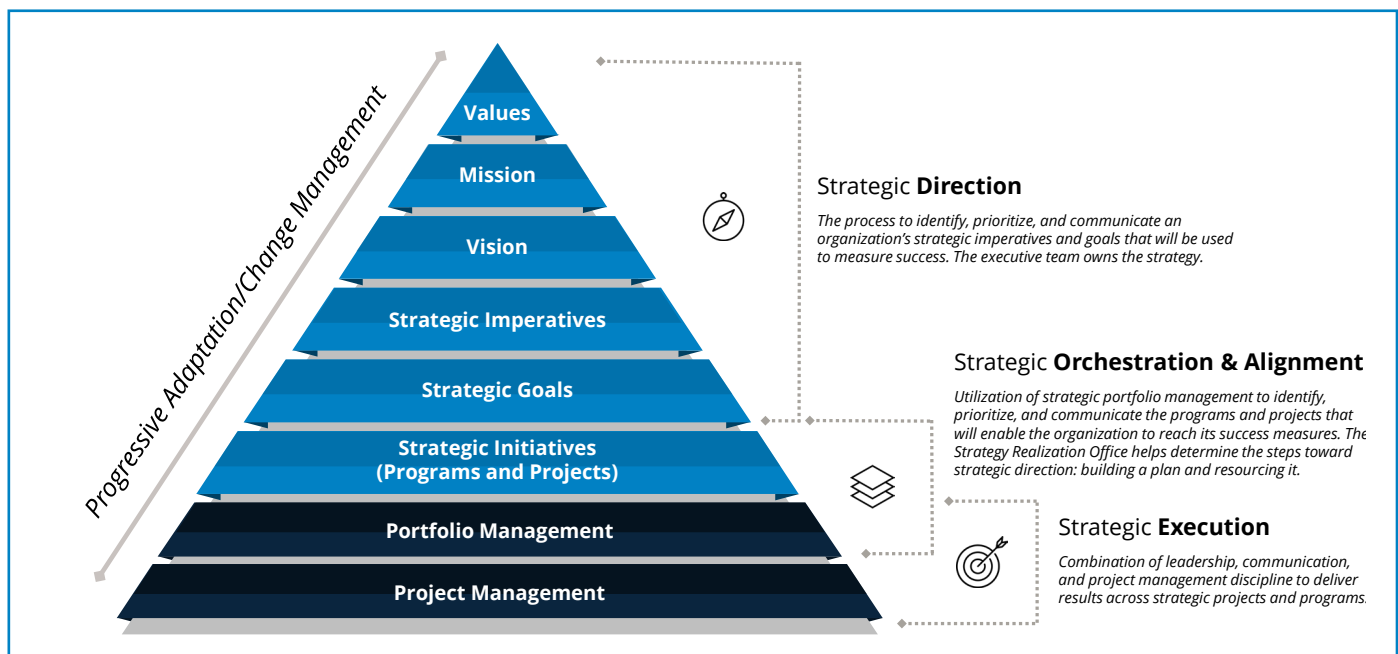 Progressive Adaptation/Change Management
Values
Mission
Vision
Strategic Imperatives
Strategic Goals
Strategic Initiatives
(Programs and Projects)
Portfolio Management
Project Management
Strategic Direction
The process to identify, prioritize, and communicate an
organization’s strategic imperatives and goals that will be used
to measure success. The executive team owns the strategy.
Strategic Orchestration & Alignment
Utilization of strategic portfolio management to identify,
prioritize, and communicate the programs and projects that
will enable the organization to reach its success measures. The
Strategy Realization Office helps determine the steps toward
strategic direction: building a plan and resourcing it.
Strategic Execution
Combination of leadership, communication,
and project management discipline to deliver
results across strategic projects and programs.